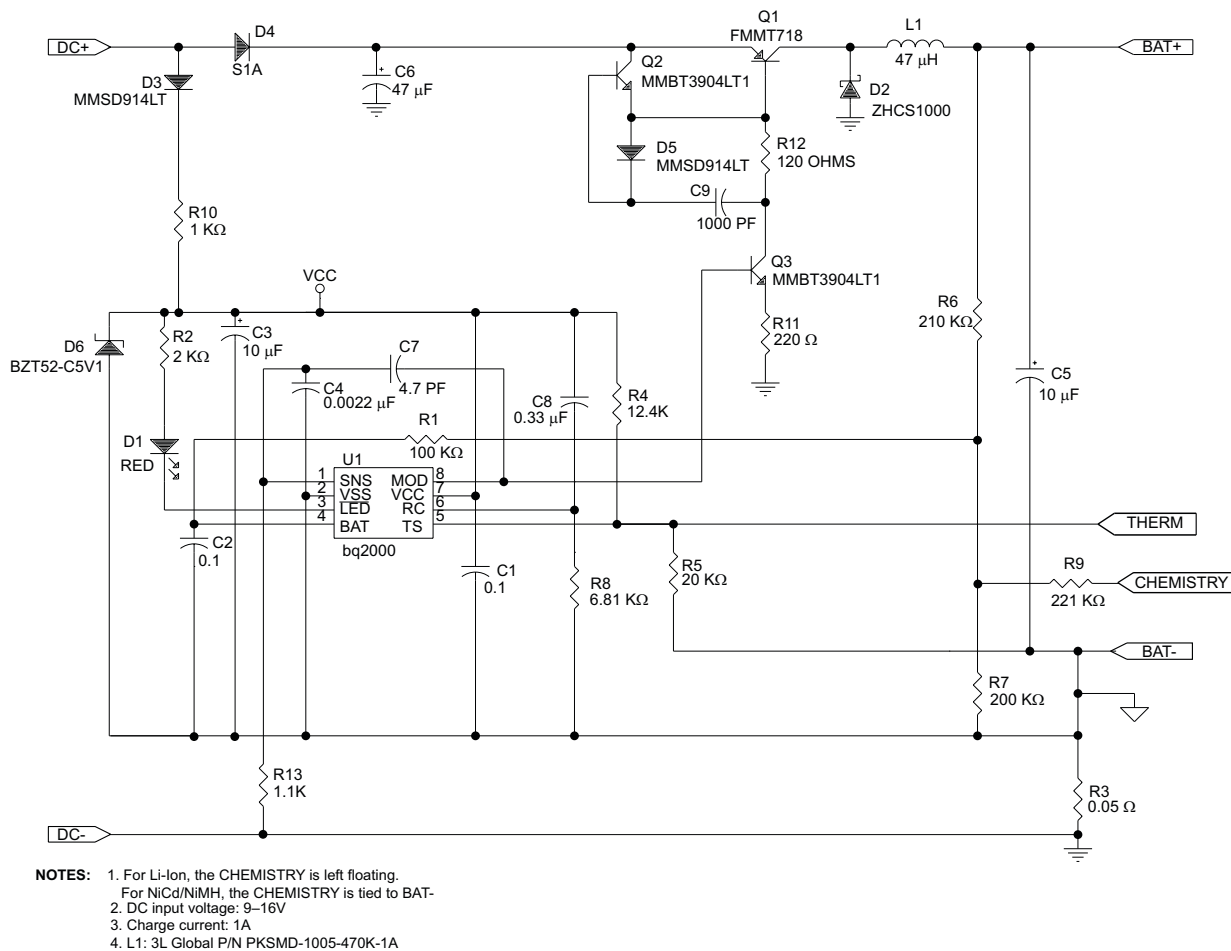 DC+
D4
S1A
D3
MMSD914LT
C6
+
47 μF
Q2
MMBT3904LT1
Q1
FMMT718
L1
47 μH
BAT+
D2
ZHCS1000
D5
MMSD914LT
R12
120 OHMS
C9
1000 PF
R10
1 KΩ
Q3
MMBT3904LT1
VCC
R6
210 KΩ
D6
BZT52-C5V1
R2
2 KΩ
+
C3
10 μF
R11
220 Ω
C7
4.7 PF
C4
0.0022 μF
+
C5
10 μF
C8
0.33 μF
R4
12.4K
D1
RED
R1
100 KΩ
U1
1 SNS MOD 8
2 VSS VCC 7
3 LED RC 6
4 BAT TS 5
bq2000
THERM
C2
0.1
C1
0.1
R8
6.81 KΩ
R5
20 KΩ
R9
221 KΩ
CHEMISTRY
BAT-
R7
200 KΩ
R13
1.1K
R3
0.05 Ω
DC-
NOTES: 1. For Li-Ion, the CHEMISTRY is left floating.
For NiCd/NiMH, the CHEMISTRY is tied to BAT-
2. DC input voltage: 9–16V
3. Charge current: 1A
4. L1: 3L Global P/N PKSMD-1005-470K-1A